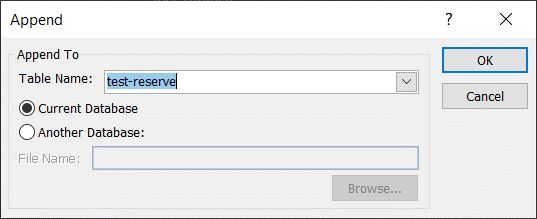 Append
?
Append To
Table Name: test-reserve
OK
Current Database
Cancel
Another Database:
File Name:
Browse...